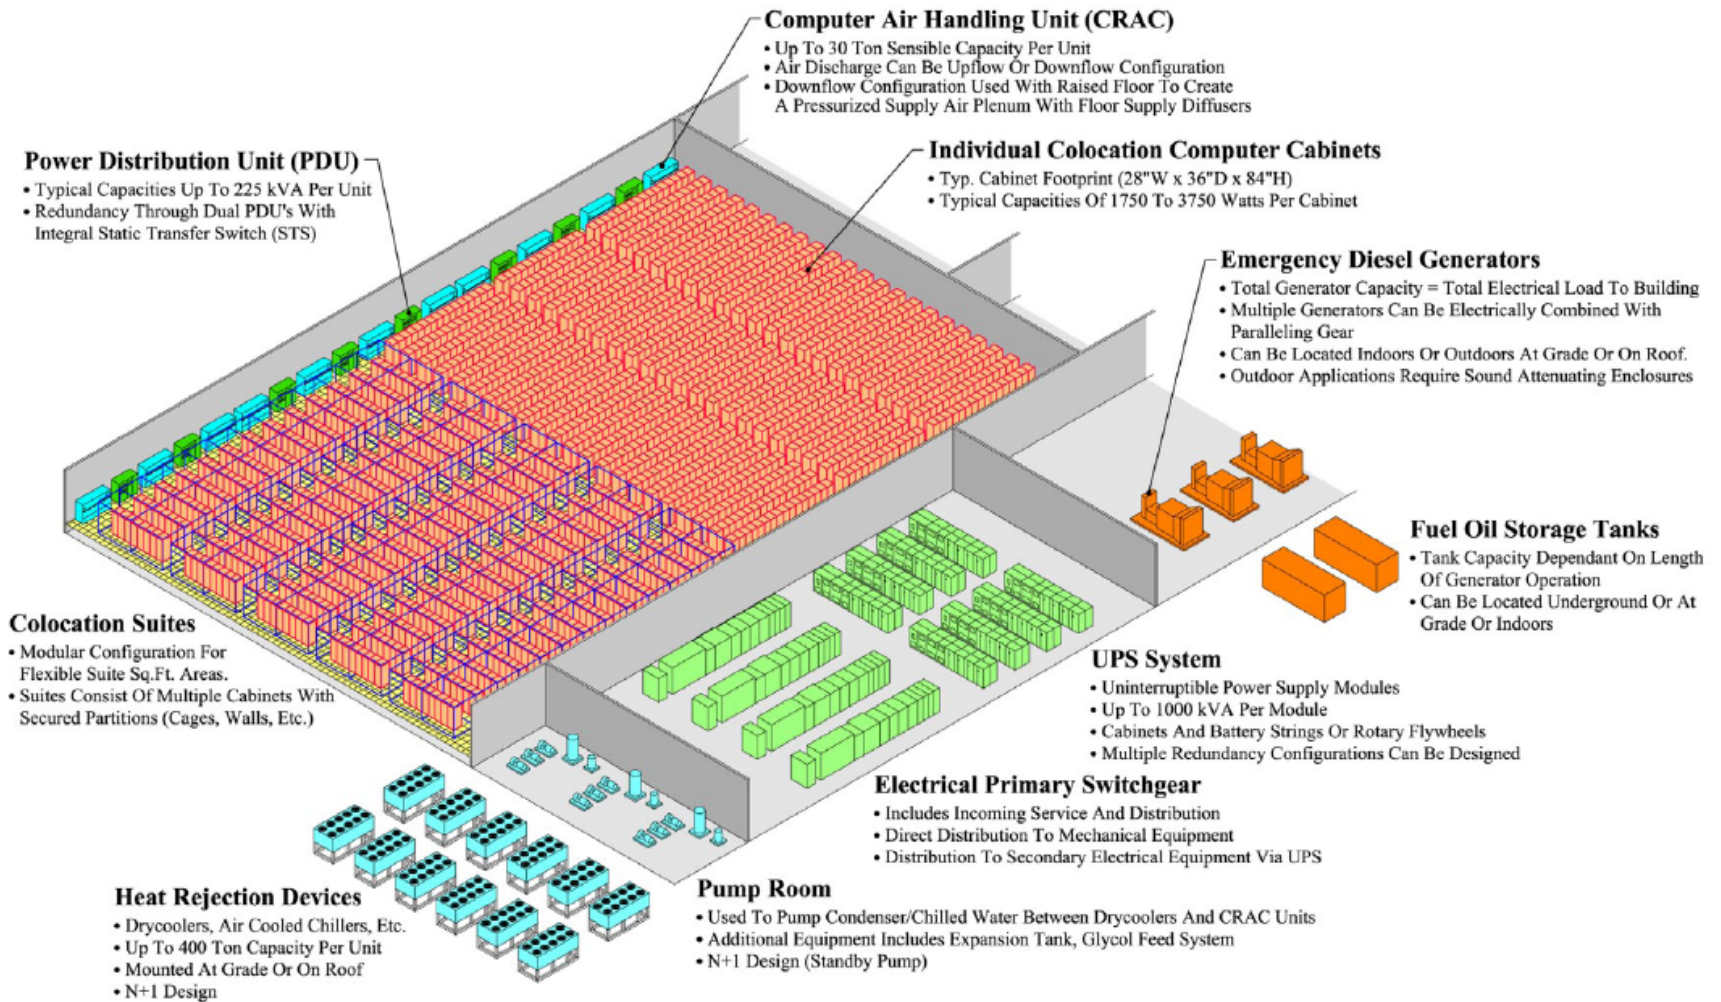 Computer Air Handling Unit (CRAC)
• Up To 30 Ton Sensible Capacity Per Unit
• Air Discharge Can Be Upflow Or Downflow Configuration
• Downflow Configuration Used With Raised Floor To Create
A Pressurized Supply Air Plenum With Floor Supply Diffusers
Power Distribution Unit (PDU)
• Typical Capacities Up To 225 kVA Per Unit
• Redundancy Through Dual PDU's With
Integral Static Transfer Switch (STS)
Individual Colocation Computer Cabinets
• Typ. Cabinet Footprint (28"W x 36"D x 84"H)
• Typical Capacities Of 1750 To 3750 Watts Per Cabinet
Emergency Diesel Generators
• Total Generator Capacity = Total Electrical Load To Building
• Multiple Generators Can Be Electrically Combined With
Paralleling Gear
• Can Be Located Indoors Or Outdoors At Grade Or On Roof.
• Outdoor Applications Require Sound Attenuating Enclosures
Fuel Oil Storage Tanks
• Tank Capacity Dependant On Length
Of Generator Operation
• Can Be Located Underground Or At
Grade Or Indoors
Colocation Suites
• Modular Configuration For
Flexible Suite Sq.Ft. Areas.
• Suites Consist Of Multiple Cabinets With
Secured Partitions (Cages, Walls, Etc.)
UPS System
• Uninterruptible Power Supply Modules
• Up To 1000 kVA Per Module
• Cabinets And Battery Strings Or Rotary Flywheels
• Multiple Redundancy Configurations Can Be Designed
Electrical Primary Switchgear
• Includes Incoming Service And Distribution
• Direct Distribution To Mechanical Equipment
• Distribution To Secondary Electrical Equipment Via UPS
Pump Room
• Used To Pump Condenser/Chilled Water Between Drycoolers And CRAC Units
• Additional Equipment Includes Expansion Tank, Glycol Feed System
• N+1 Design (Standby Pump)
Heat Rejection Devices
• Drycoolers, Air Cooled Chillers, Etc.
• Up To 400 Ton Capacity Per Unit
• Mounted At Grade Or On Roof
• N+1 Design